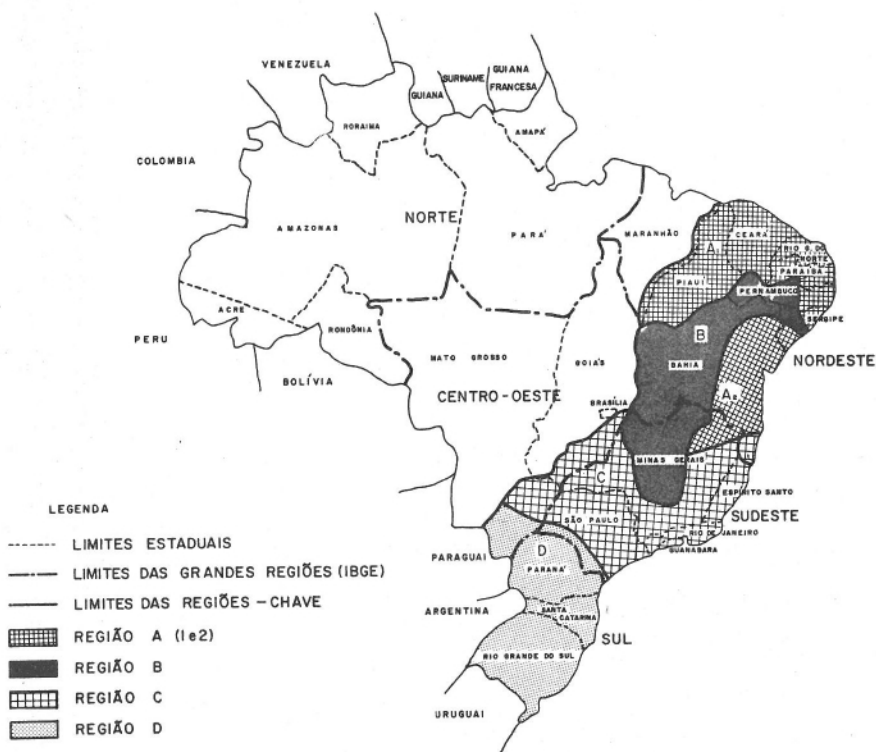 VENEZUELA
GUIANA
SURINAME
GUIANA
FRANCESA
RORAIMA
AMAPÁ
COLOMBIA
AMAZONAS
NORTE
PARÁ
MARANHÃO
A1
CEARÁ
RIO G. DO
NORTE
PARAÍBA
PIAUÍ
PERNAMBUCO
ACRE
SERGIPE
PERU
RONDÔNIA
B
MATO GROSSO
GOIÁS
BAHIA
NORDESTE
BOLÍVIA
CENTRO-OESTE
BRASÍLIA
A2
MINAS GERAIS
C
ESPÍRITO SANTO
SÃO PAULO
SUDESTE
RIO DE JANEIRO
GUANABARA
PARAGUAI
D
PARANÁ
ARGENTINA
SANTA
CATARINA
SUL
RIO GRANDE DO SUL
URUGUAI
LEGENDA
LIMITES ESTADUAIS
LIMITES DAS GRANDES REGIÕES (IBGE)
LIMITES DAS REGIÕES - CHAVE
REGIÃO A (1e2)
REGIÃO B
REGIÃO C
REGIÃO D